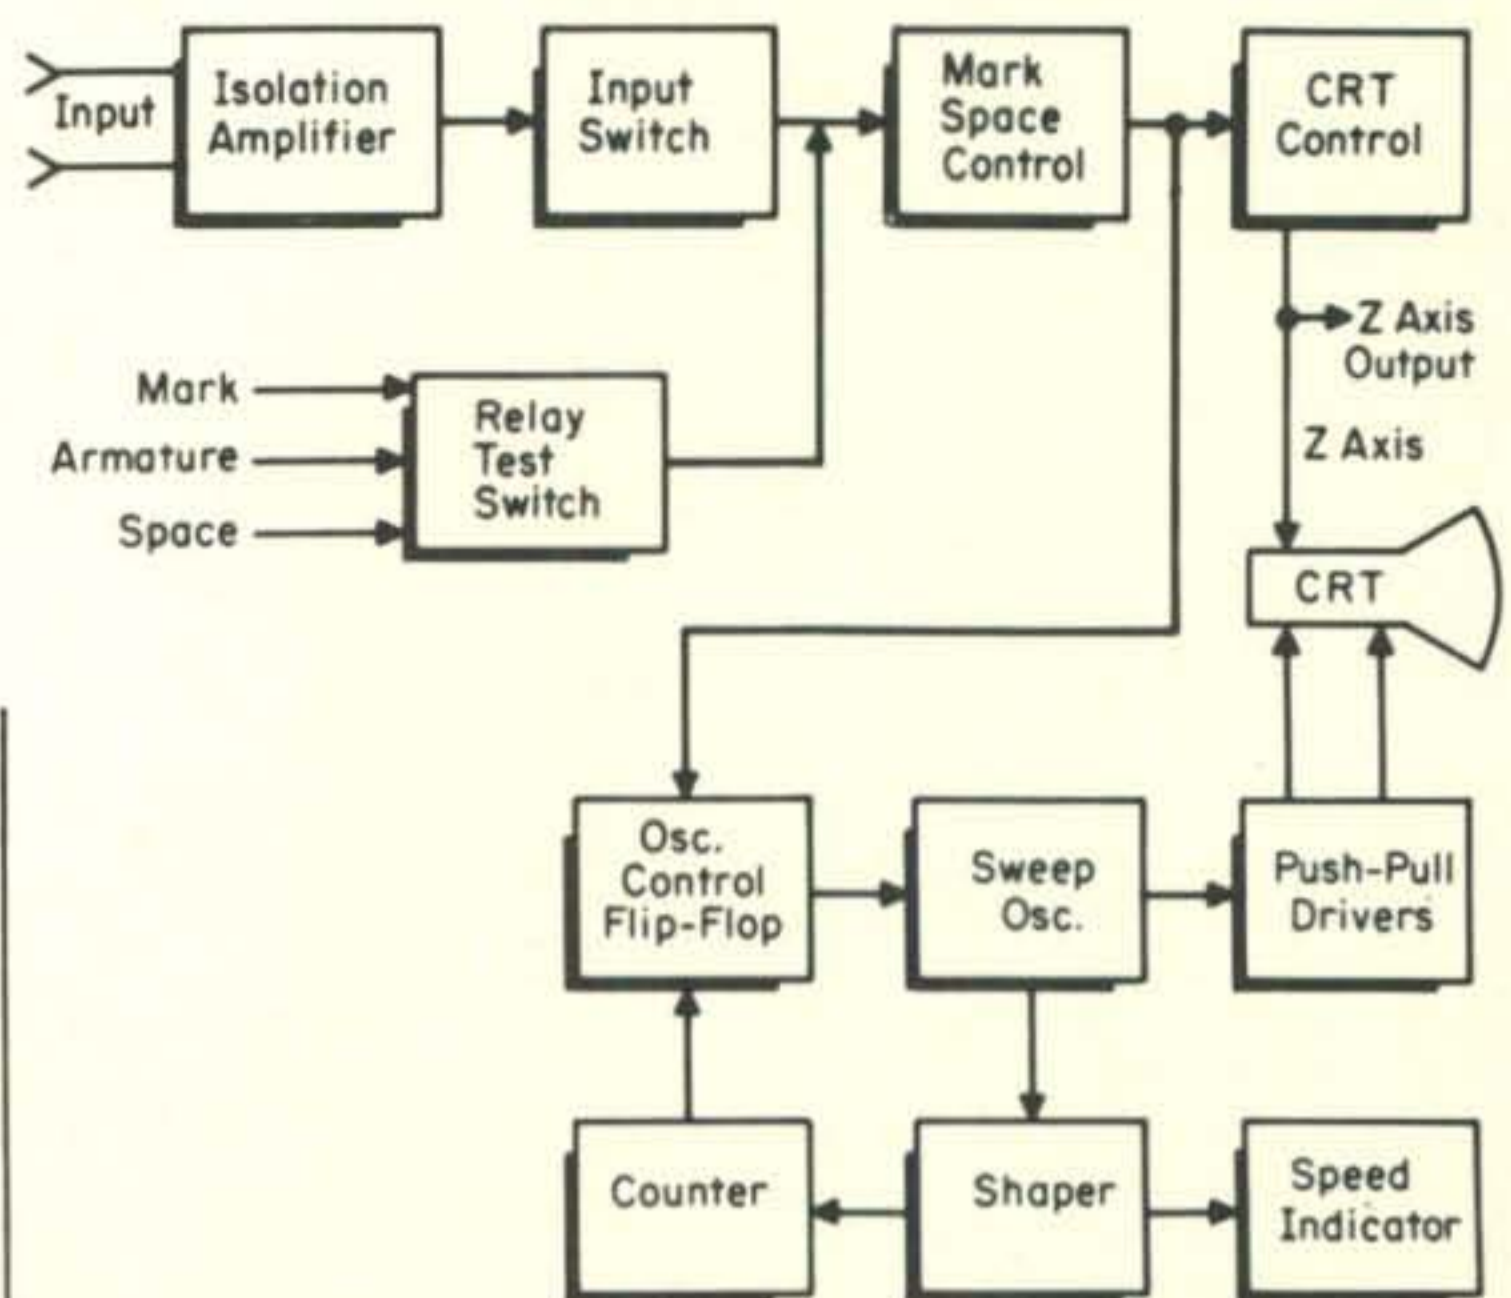 Input
Isolation
Amplifier
Input
Switch
Mark
Space
Control
CRT
Control
Z Axis
Output
Z Axis
Mark
Armature
Space
Relay
Test
Switch
CRT
Osc.
Control
Flip-Flop
Sweep
Osc.
Push-Pull
Drivers
Counter
Shaper
Speed
Indicator